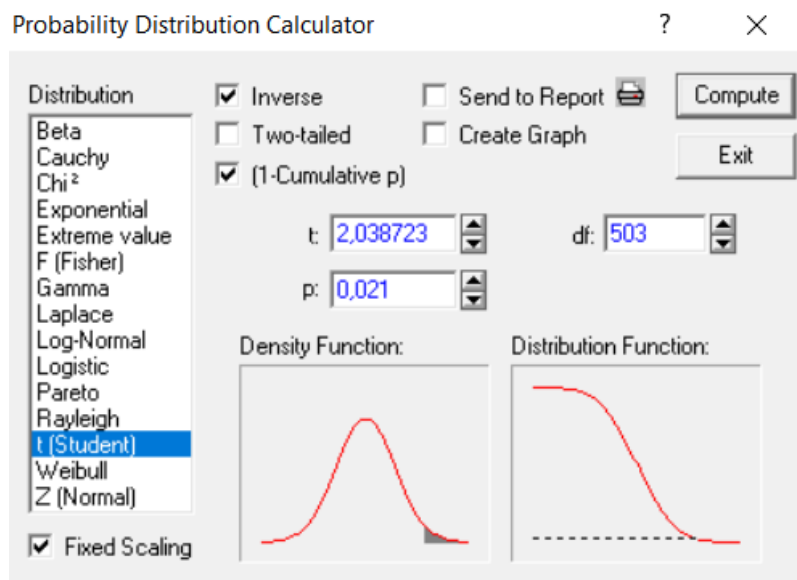 Probability Distribution Calculator ? ×
Distribution
Beta
Cauchy
Chi²
Exponential
Extreme value
F (Fisher)
Gamma
Laplace
Log-Normal
Logistic
Pareto
Rayleigh
t (Student)
Weibull
Z (Normal)
Fixed Scaling
Inverse
Two-tailed
(1-Cumulative p)
Send to Report
Create Graph
Compute
Exit
t: 2,038723
df: 503
p: 0,021
Density Function:
Distribution Function: